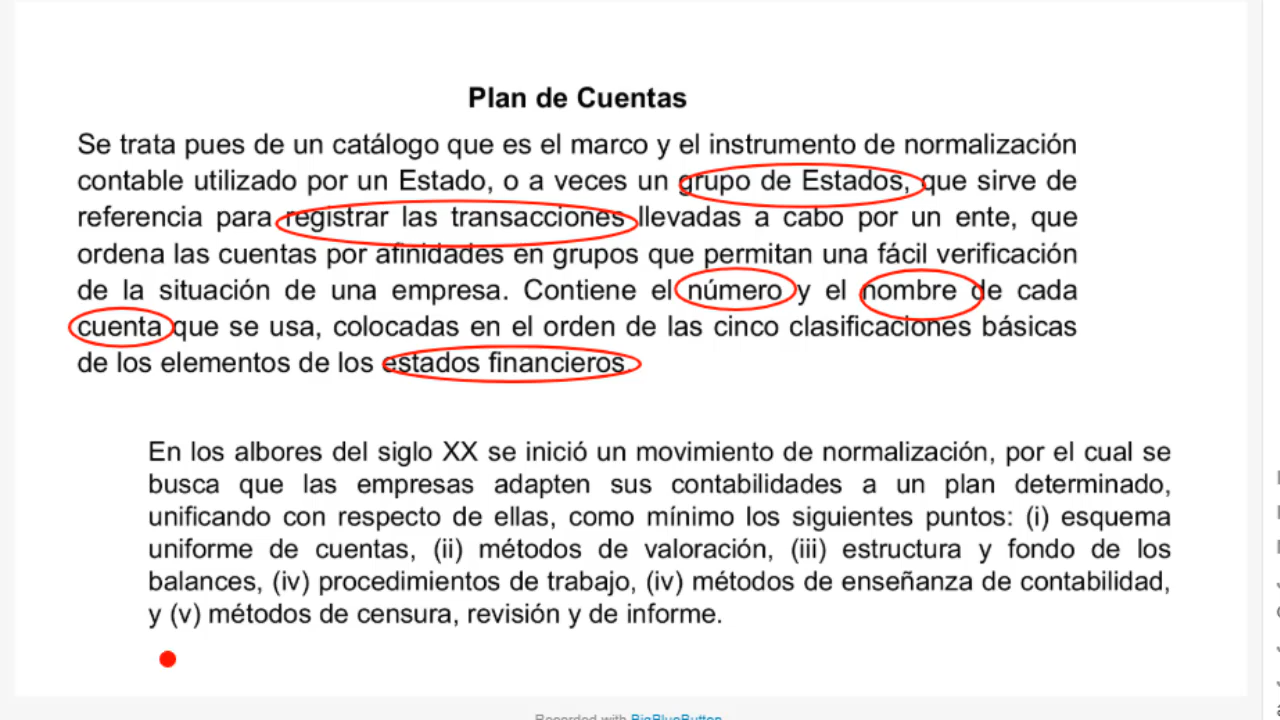 Plan de Cuentas
Se trata pues de un catálogo que es el marco y el instrumento de normalización
contable utilizado por un Estado, o a veces un grupo de Estados, que sirve de
referencia para registrar las transacciones llevadas a cabo por un ente, que
ordena las cuentas por afinidades en grupos que permitan una fácil verificación
de la situación de una empresa. Contiene el número y el nombre de cada
cuenta que se usa, colocadas en el orden de las cinco clasificaciones básicas
de los elementos de los estados financieros.
En los albores del siglo XX se inició un movimiento de normalización, por el cual se
busca que las empresas adapten sus contabilidades a un plan determinado,
unificando con respecto de ellas, como mínimo los siguientes puntos: (i) esquema
uniforme de cuentas, (ii) métodos de valoración, (iii) estructura y fondo de los
balances, (iv) procedimientos de trabajo, (iv) métodos de enseñanza de contabilidad,
y (v) métodos de censura, revisión y de informe.
Recorded with BigBlueButton